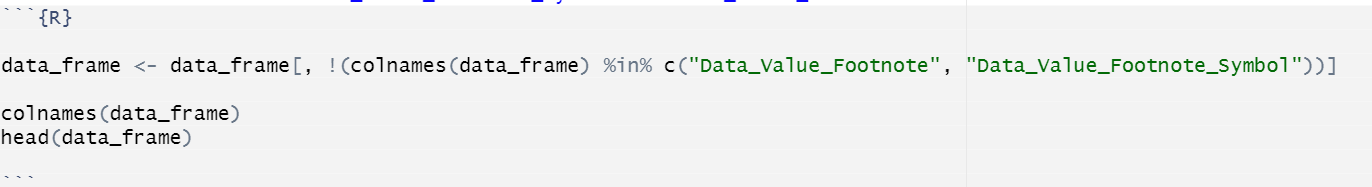 ```{R}
data_frame <- data_frame[, !(colnames(data_frame) %in% c("Data_Value_Footnote", "Data_Value_Footnote_Symbol"))]
colnames(data_frame)
head(data_frame)
```